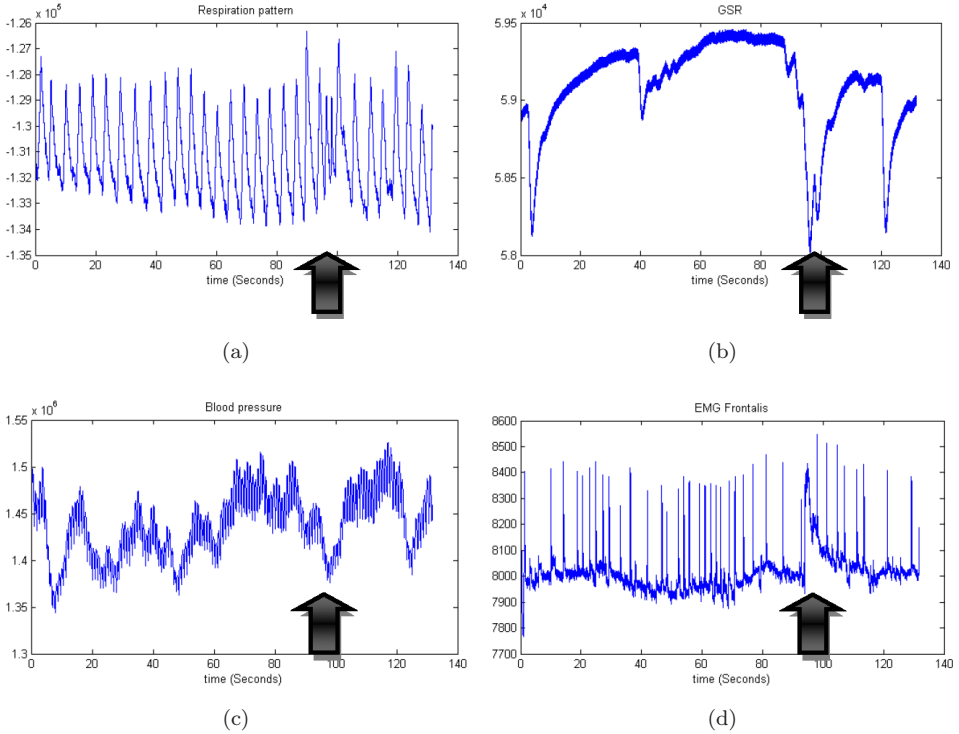 Respiration pattern
x 10^5
-1.26
-1.27
-1.28
-1.29
-1.3
-1.31
-1.32
-1.33
-1.34
-1.35
0 20 40 60 80 100 120 140
time (Seconds)
(a)
GSR
x 10^4
5.95
5.9
5.85
5.8
0 20 40 60 80 100 120 140
time (Seconds)
(b)
Blood pressure
x 10^6
1.55
1.5
1.45
1.4
1.35
1.3
0 20 40 60 80 100 120 140
time (Seconds)
(c)
EMG Frontalis
8600
8500
8400
8300
8200
8100
8000
7900
7800
7700
0 20 40 60 80 100 120 140
time (Seconds)
(d)